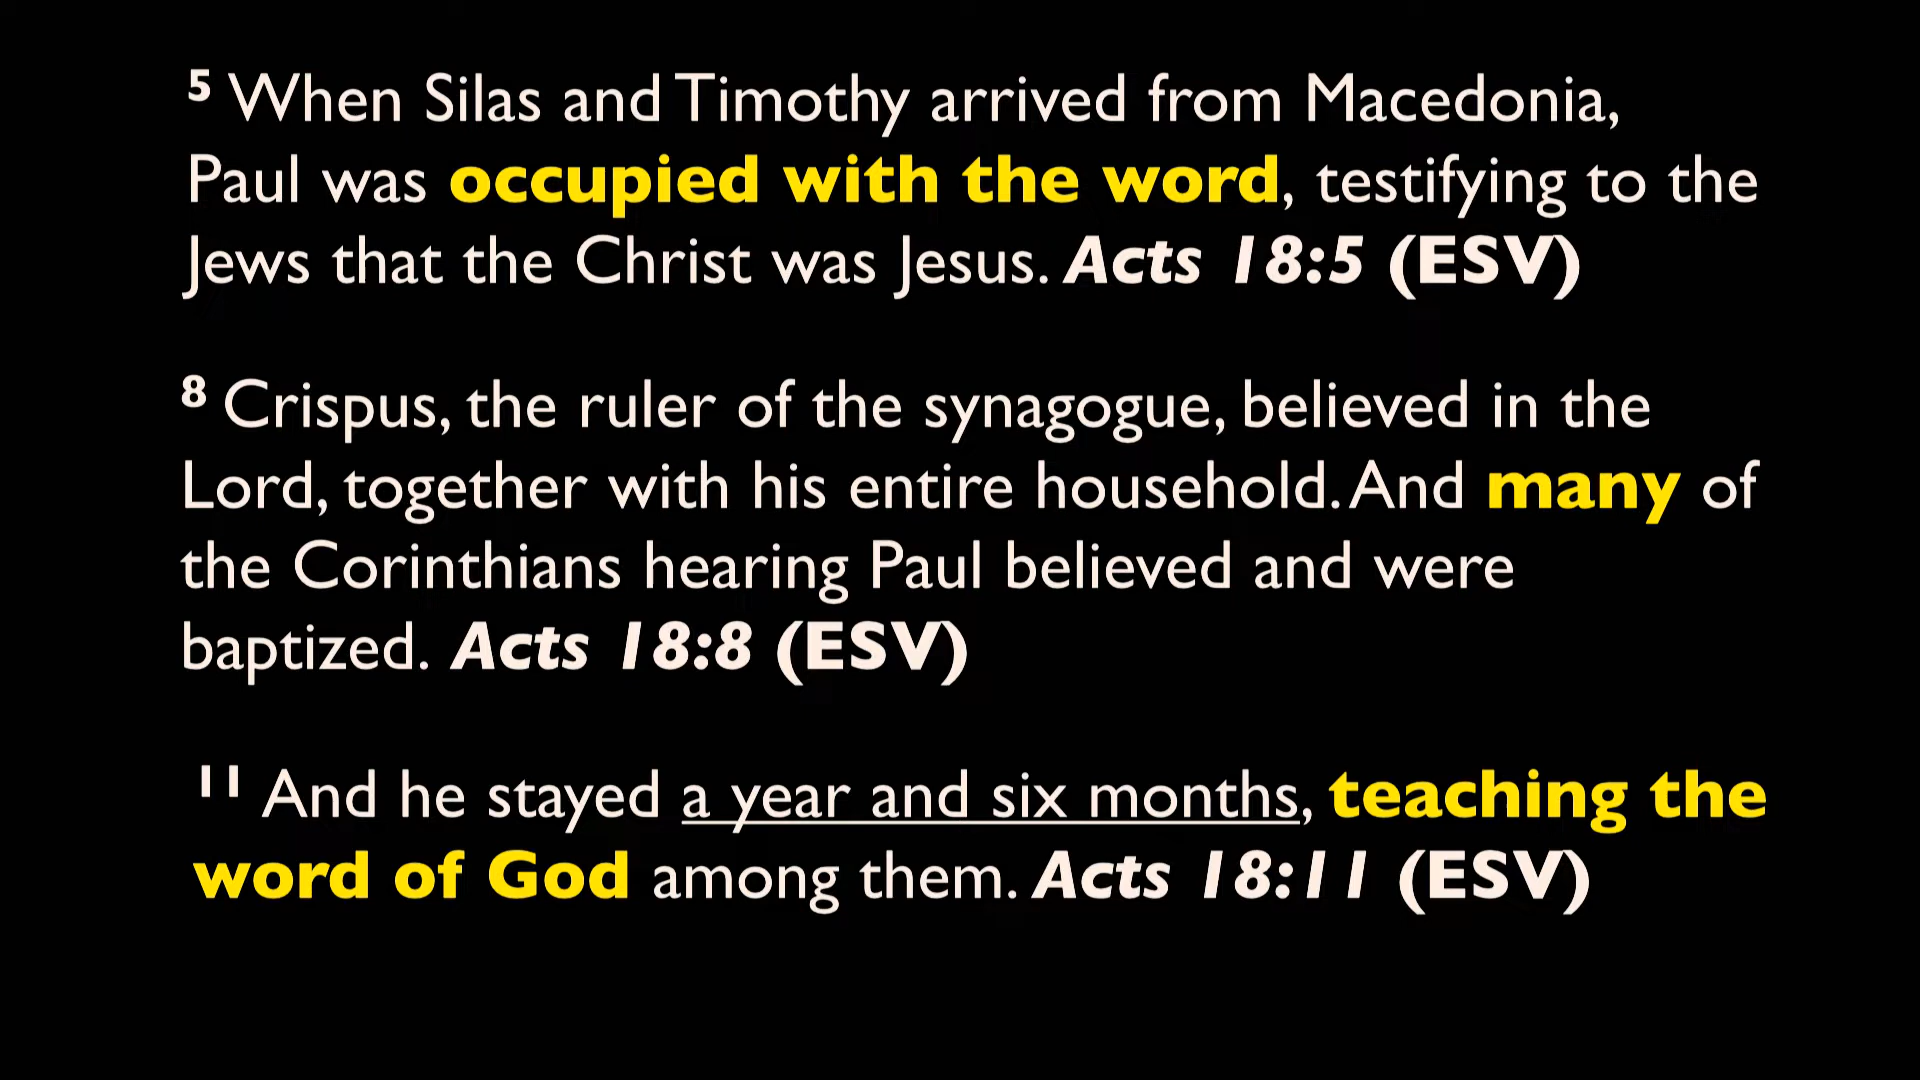 5 When Silas and Timothy arrived from Macedonia,
Paul was occupied with the word, testifying to the
Jews that the Christ was Jesus. Acts 18:5 (ESV)
8 Crispus, the ruler of the synagogue, believed in the
Lord, together with his entire household. And many of
the Corinthians hearing Paul believed and were
baptized. Acts 18:8 (ESV)
11 And he stayed a year and six months, teaching the
word of God among them. Acts 18:11 (ESV)